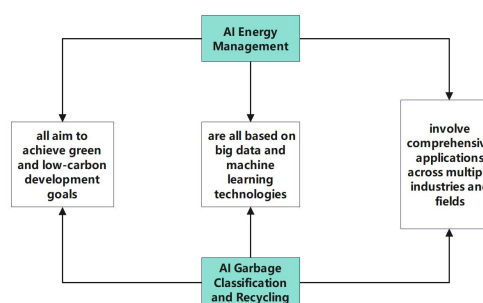 AI Energy
Management
all aim to
achieve green
and low-carbon
development
goals
are all based on
big data and
machine
learning
technologies
involve
comprehensiv
applications
across multip
industries an
fields
AI Garbage
Classification
and Recycling